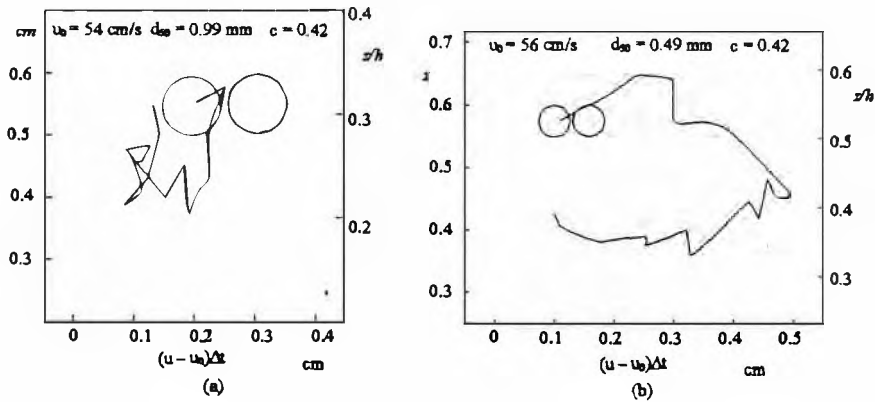 cm
u₀ = 54 cm/s d₅₀ = 0.99 mm c = 0.42
0.4
z/h
0.6
0.5
0.4
0.3
0.3
0.2
0 0.1 0.2 0.3 0.4
(u – u₀)Δt cm
(a)
0.7
u₀ = 56 cm/s d₅₀ = 0.49 mm c = 0.42
z
z/h
0.6
0.5
0.4
0.3
0.6
0.5
0.4
0.3
0 0.1 0.2 0.3 0.4 0.5
(u – u₀)Δt cm
(b)